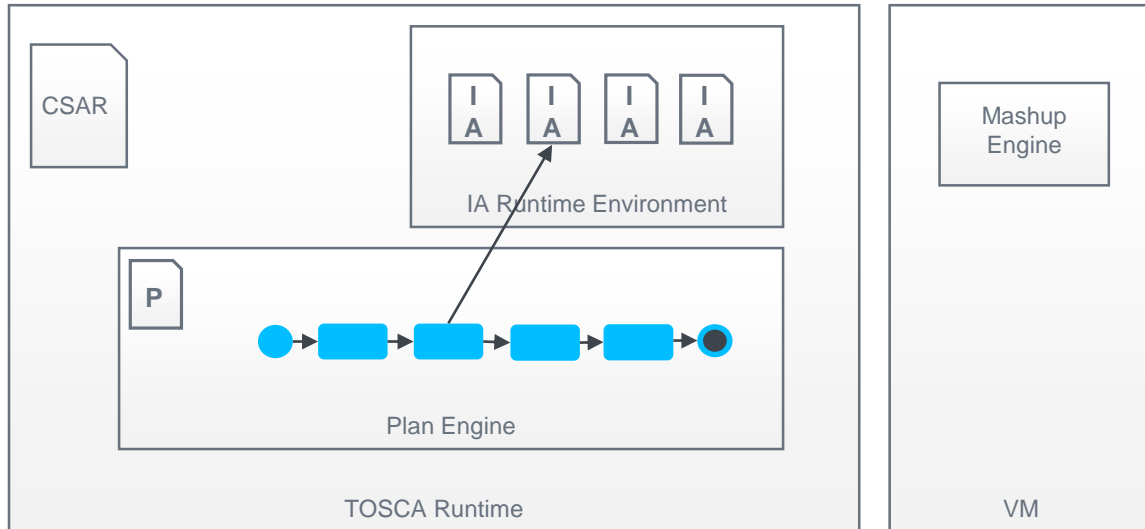 CSAR
I
A
I
A
I
A
I
A
IA Runtime Environment
P
Plan Engine
TOSCA Runtime
Mashup
Engine
VM